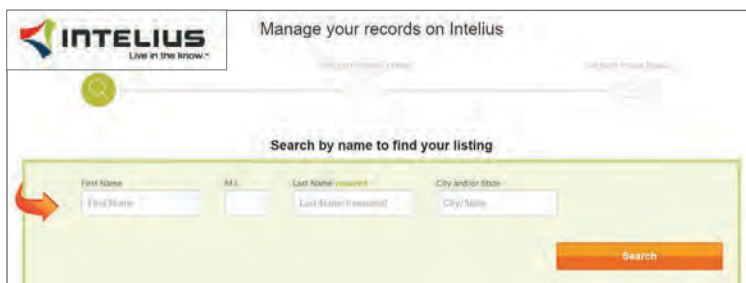 INTELIUS
Live in the know.™
Manage your records on Intelius
Search by name to find your listing
First Name
M.I.
Last Name required
City and/or State
First Name
Last Name (required)
City/State
Search